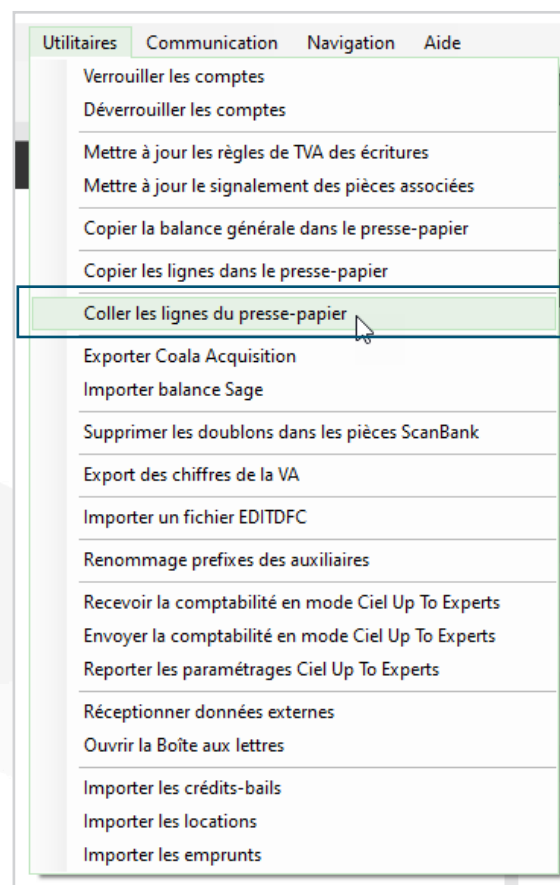 Utilitaires Communication Navigation Aide
Verrouiller les comptes
Déverrouiller les comptes
Mettre à jour les règles de TVA des écritures
Mettre à jour le signalement des pièces associées
Copier la balance générale dans le presse-papier
Copier les lignes dans le presse-papier
Coller les lignes du presse-papier
Exporter Coala Acquisition
Importer balance Sage
Supprimer les doublons dans les pièces ScanBank
Export des chiffres de la VA
Importer un fichier EDITDFC
Renommage prefixes des auxiliaires
Recevoir la comptabilité en mode Ciel Up To Experts
Envoyer la comptabilité en mode Ciel Up To Experts
Reporter les paramétrages Ciel Up To Experts
Réceptionner données externes
Ouvrir la Boîte aux lettres
Importer les crédits-bails
Importer les locations
Importer les emprunts